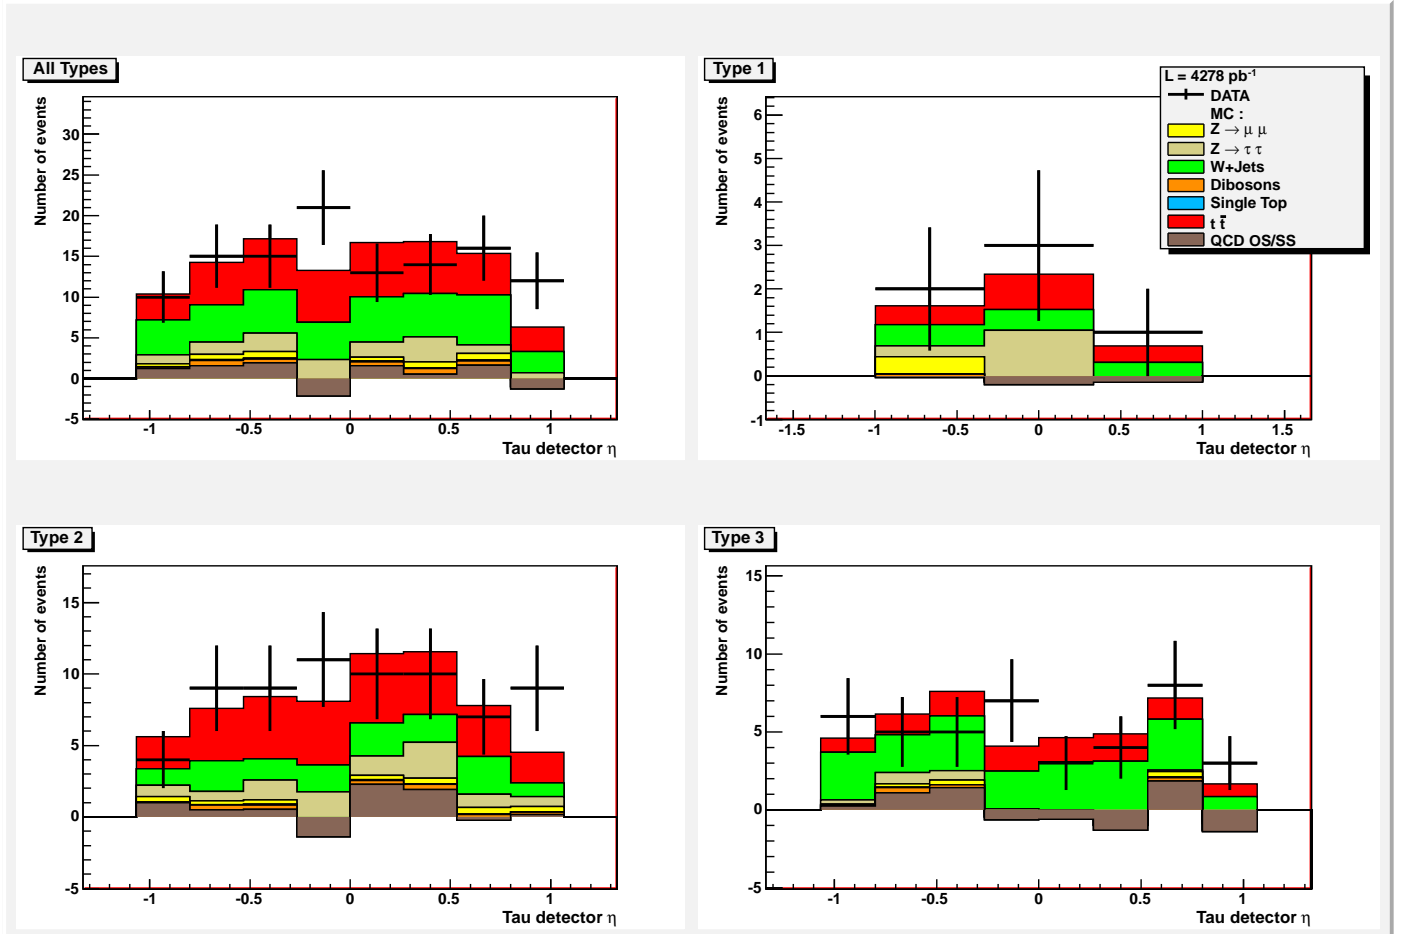 All Types
Number of events
30
25
20
15
10
5
0
-5
-1
-0.5
0
0.5
1
Tau detector η
Type 1
Number of events
6
5
4
3
2
1
0
-1
-1.5
-1
-0.5
0
0.5
1
1.5
Tau detector η
L = 4278 pb⁻¹
DATA
MC :
Z → μ μ
Z → τ τ
W+Jets
Dibosons
Single Top
t t̄
QCD OS/SS
Type 2
Number of events
15
10
5
0
-5
-1
-0.5
0
0.5
1
Tau detector η
Type 3
Number of events
15
10
5
0
-5
-1
-0.5
0
0.5
1
Tau detector η